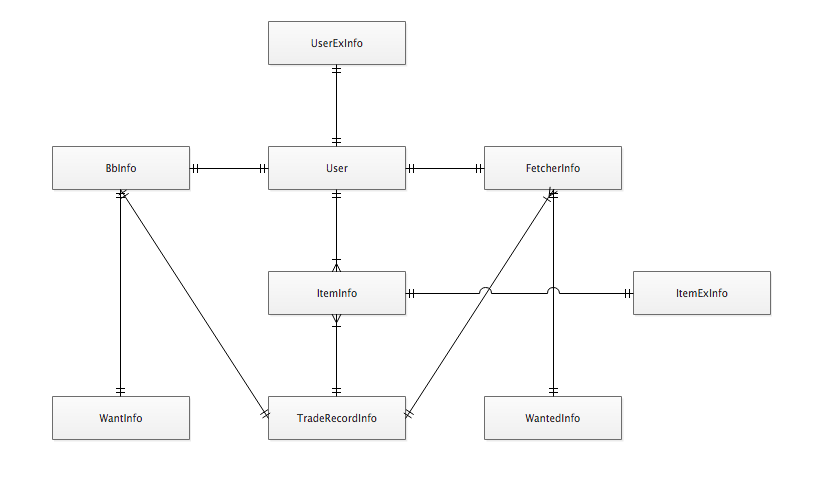 UserExInfo
BbInfo
User
FetcherInfo
ItemInfo
ItemExInfo
WantInfo
TradeRecordInfo
WantedInfo